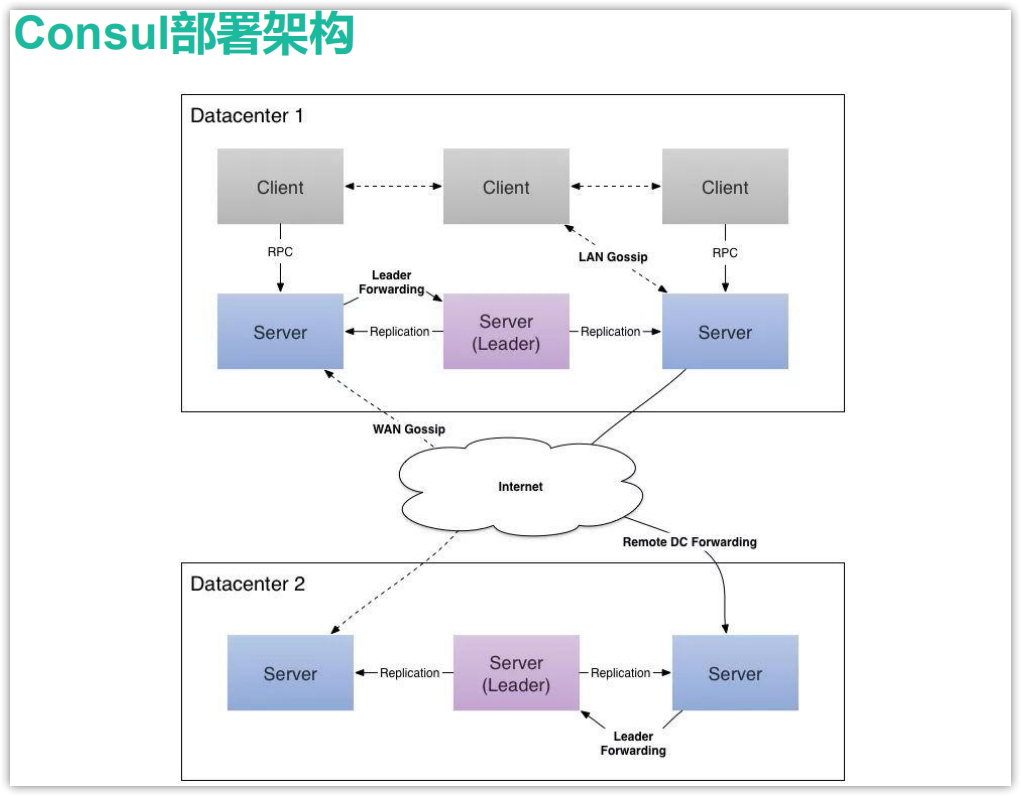 Consul部署架构
Datacenter 1
Client
Client
Client
RPC
LAN Gossip
RPC
Leader
Forwarding
Server
Replication
Server
(Leader)
Replication
Server
WAN Gossip
Internet
Remote DC Forwarding
Datacenter 2
Server
Replication
Server
(Leader)
Replication
Server
Leader
Forwarding